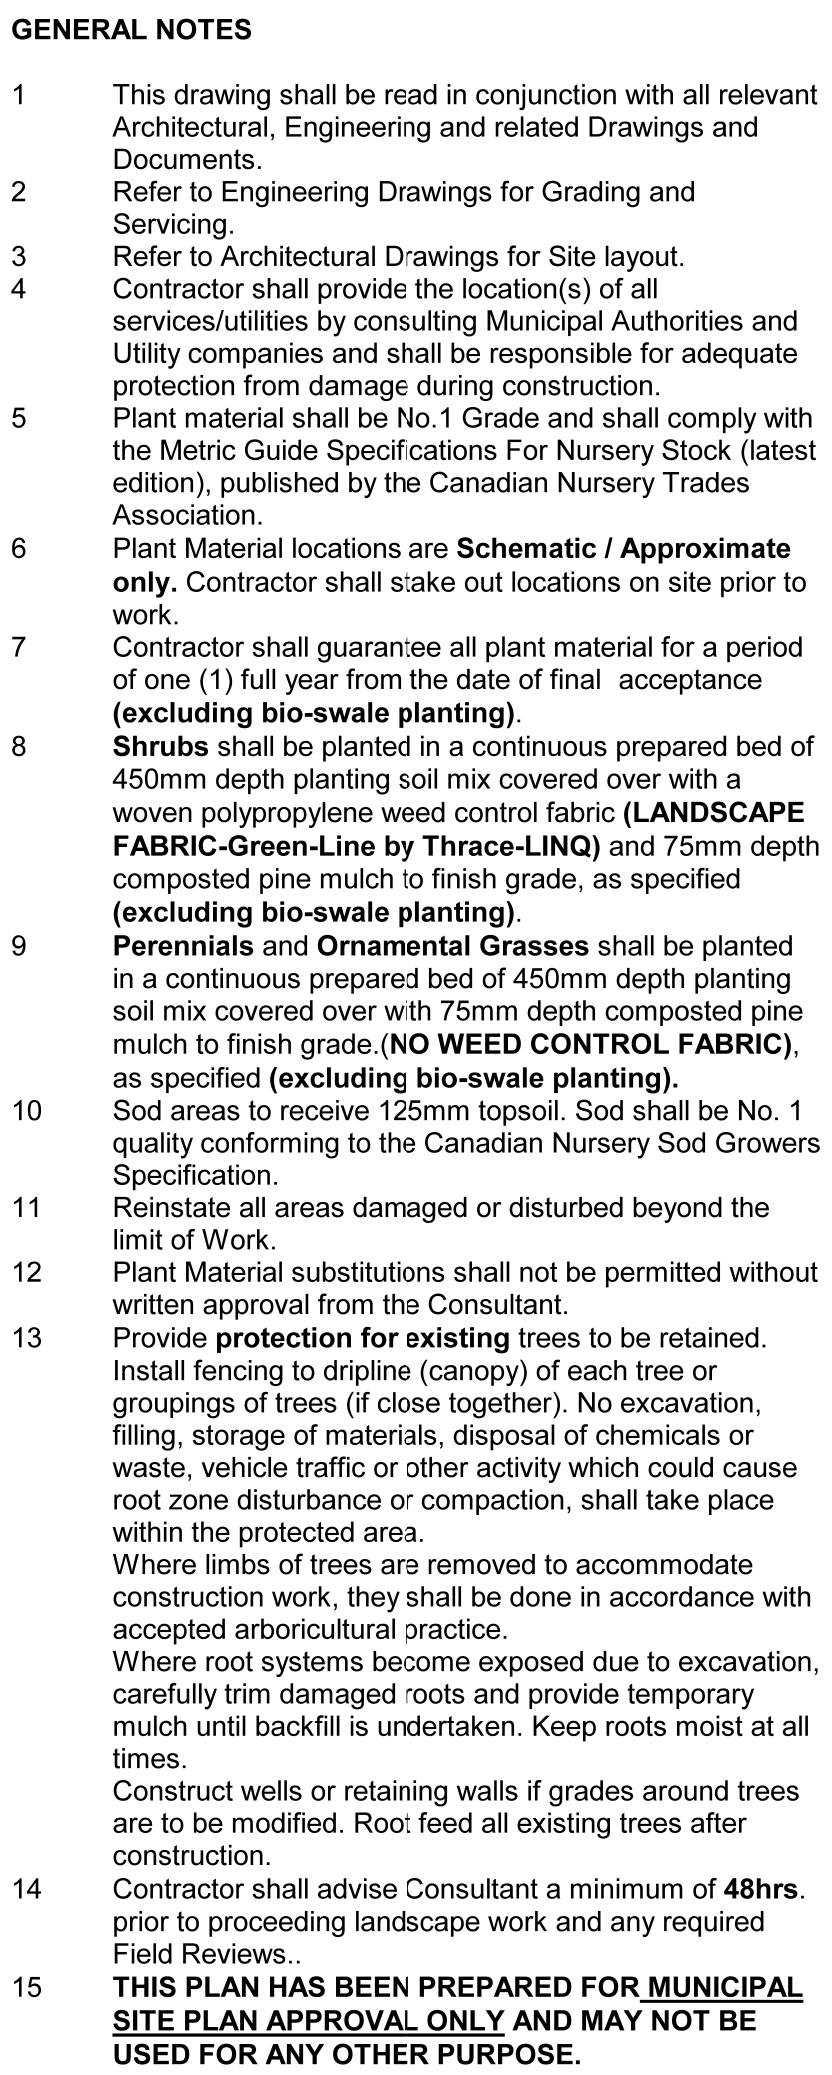 GENERAL NOTES
1 This drawing shall be read in conjunction with all relevant
Architectural, Engineering and related Drawings and
Documents.
2 Refer to Engineering Drawings for Grading and
Servicing.
3 Refer to Architectural Drawings for Site layout.
4 Contractor shall provide the location(s) of all
services/utilities by consulting Municipal Authorities and
Utility companies and shall be responsible for adequate
protection from damage during construction.
5 Plant material shall be No.1 Grade and shall comply with
the Metric Guide Specifications For Nursery Stock (latest
edition), published by the Canadian Nursery Trades
Association.
6 Plant Material locations are Schematic / Approximate
only. Contractor shall stake out locations on site prior to
work.
7 Contractor shall guarantee all plant material for a period
of one (1) full year from the date of final acceptance
(excluding bio-swale planting).
8 Shrubs shall be planted in a continuous prepared bed of
450mm depth planting soil mix covered over with a
woven polypropylene weed control fabric (LANDSCAPE
FABRIC-Green-Line by Thrace-LINQ) and 75mm depth
composted pine mulch to finish grade, as specified
(excluding bio-swale planting).
9 Perennials and Ornamental Grasses shall be planted
in a continuous prepared bed of 450mm depth planting
soil mix covered over with 75mm depth composted pine
mulch to finish grade.(NO WEED CONTROL FABRIC),
as specified (excluding bio-swale planting).
10 Sod areas to receive 125mm topsoil. Sod shall be No. 1
quality conforming to the Canadian Nursery Sod Growers
Specification.
11 Reinstate all areas damaged or disturbed beyond the
limit of Work.
12 Plant Material substitutions shall not be permitted without
written approval from the Consultant.
13 Provide protection for existing trees to be retained.
Install fencing to dripline (canopy) of each tree or
groupings of trees (if close together). No excavation,
filling, storage of materials, disposal of chemicals or
waste, vehicle traffic or other activity which could cause
root zone disturbance or compaction, shall take place
within the protected area.
Where limbs of trees are removed to accommodate
construction work, they shall be done in accordance with
accepted arboricultural practice.
Where root systems become exposed due to excavation,
carefully trim damaged roots and provide temporary
mulch until backfill is undertaken. Keep roots moist at all
times.
Construct wells or retaining walls if grades around trees
are to be modified. Root feed all existing trees after
construction.
14 Contractor shall advise Consultant a minimum of 48hrs.
prior to proceeding landscape work and any required
Field Reviews..
15 THIS PLAN HAS BEEN PREPARED FOR MUNICIPAL
SITE PLAN APPROVAL ONLY AND MAY NOT BE
USED FOR ANY OTHER PURPOSE.